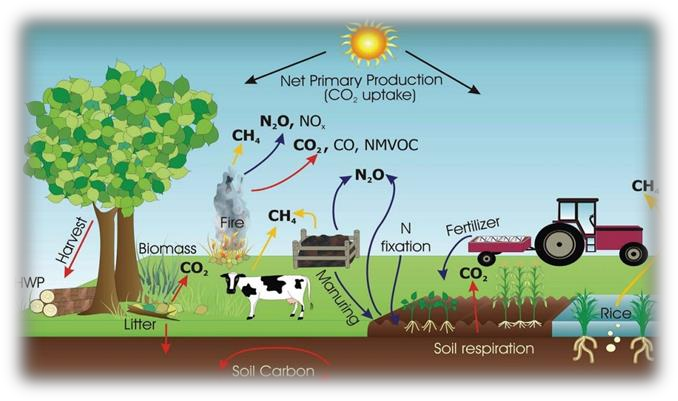 Net Primary Production
(CO₂ uptake)
N₂O, NOₓ
CH₄
CO₂, CO, NMVOC
N₂O
CH
Fire
CH₄
N
fixation
Fertilizer
Harvest
Biomass
CO₂
CO₂
HWP
Manuring
Litter
Rice
Soil respiration
Soil Carbon